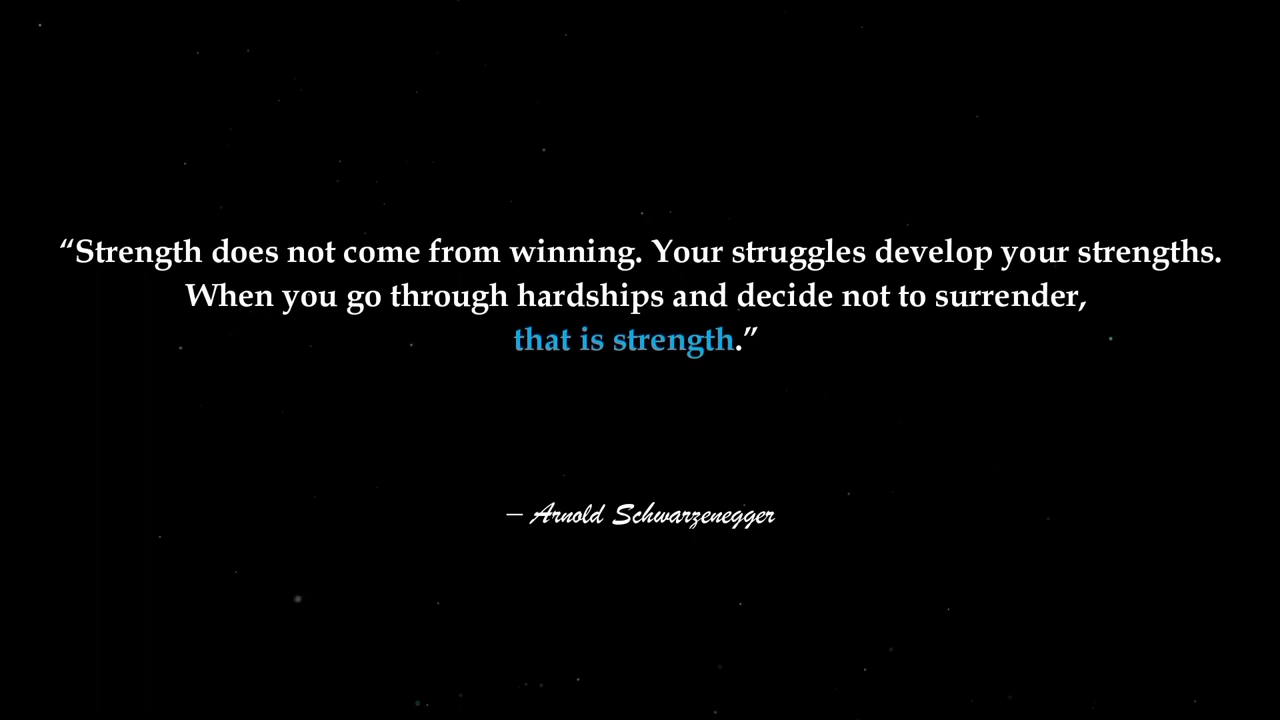 “Strength does not come from winning. Your struggles develop your strengths.
When you go through hardships and decide not to surrender,
that is strength.”
– Arnold Schwarzenegger